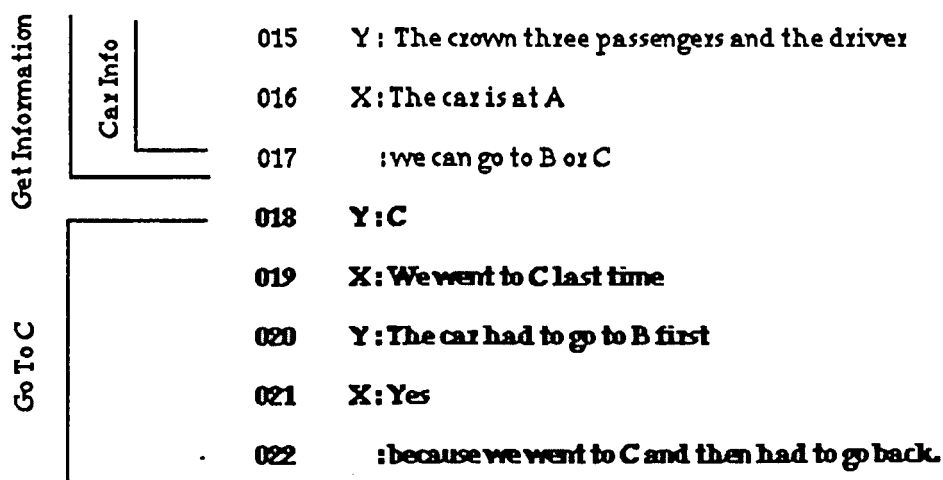 Get Information
Car Info
015 Y: The crown three passengers and the driver
016 X: The car is at A
017 : we can go to B or C
Go To C
018 Y: C
019 X: We went to C last time
020 Y: The car had to go to B first
021 X: Yes
022 : because we went to C and then had to go back.